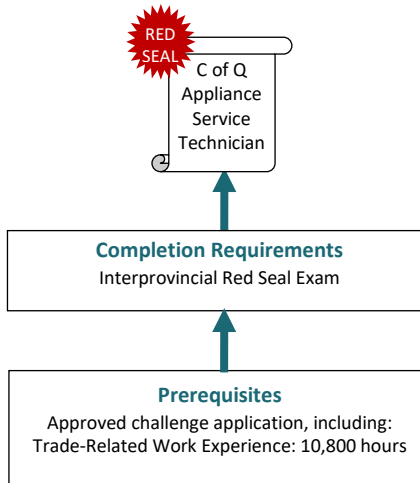 RED
SEAL
C of Q
Appliance
Service
Technician
Completion Requirements
Interprovincial Red Seal Exam
Prerequisites
Approved challenge application, including:
Trade-Related Work Experience: 10,800 hours